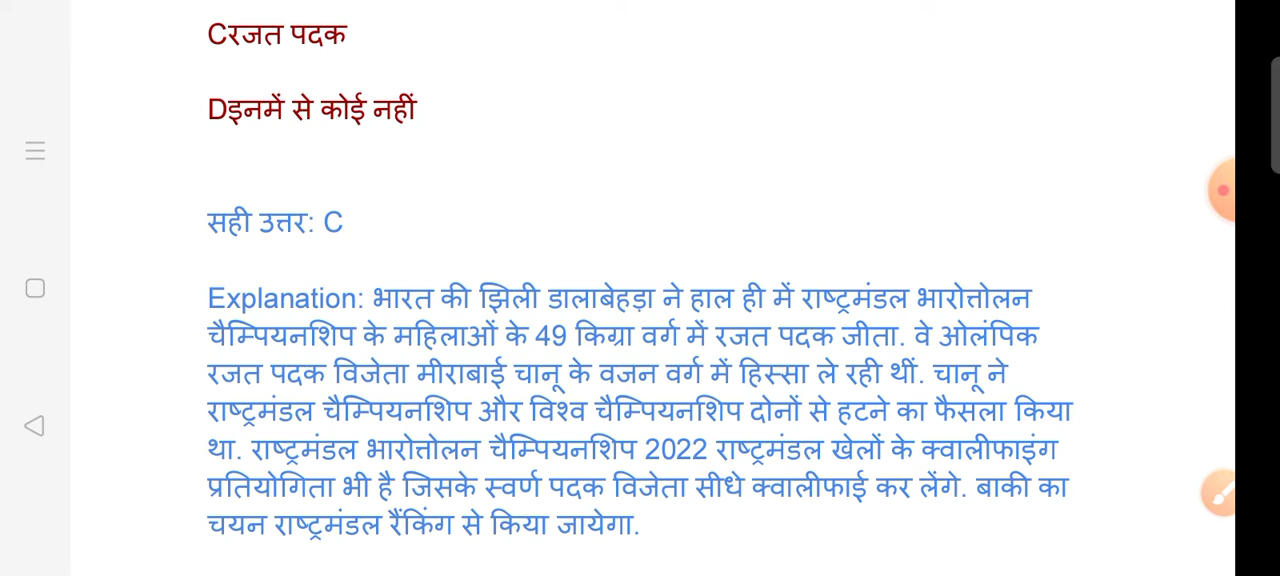 Cरजत पदक
Dइनमें से कोई नहीं
सही उत्तर: C
Explanation: भारत की झिली डालाबेहड़ा ने हाल ही में राष्ट्रमंडल भारोत्तोलन
चैम्पियनशिप के महिलाओं के 49 किग्रा वर्ग में रजत पदक जीता. वे ओलंपिक
रजत पदक विजेता मीराबाई चानू के वजन वर्ग में हिस्सा ले रही थीं. चानू ने
राष्ट्रमंडल चैम्पियनशिप और विश्व चैम्पियनशिप दोनों से हटने का फैसला किया
था. राष्ट्रमंडल भारोत्तोलन चैम्पियनशिप 2022 राष्ट्रमंडल खेलों के क्वालीफाइंग
प्रतियोगिता भी है जिसके स्वर्ण पदक विजेता सीधे क्वालीफाई कर लेंगे. बाकी का
चयन राष्ट्रमंडल रैंकिंग से किया जायेगा.